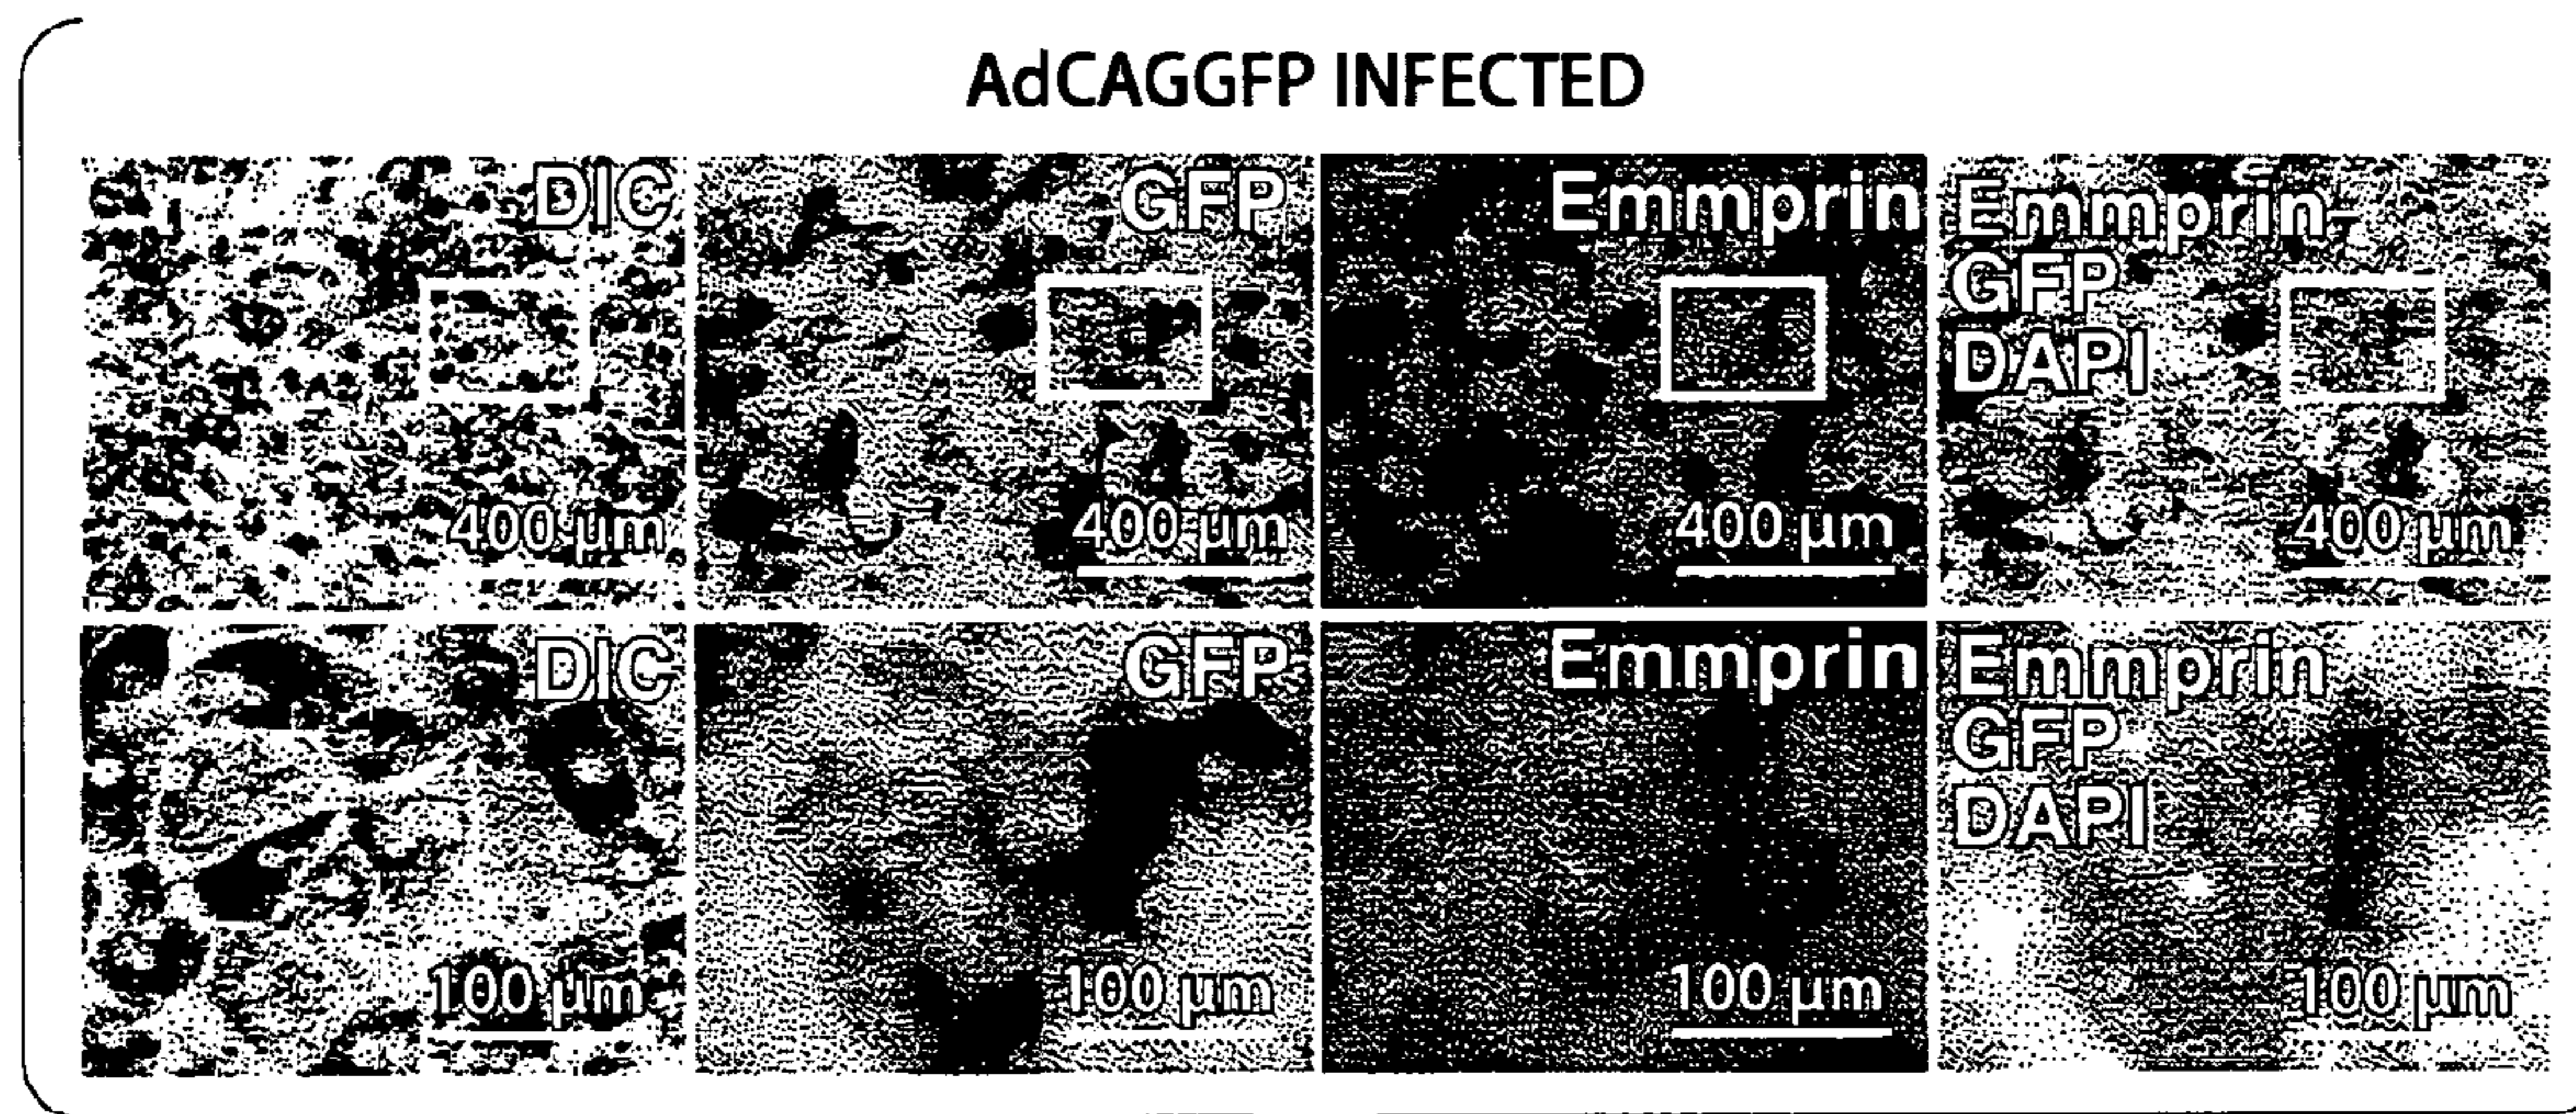 AdCAGGFP INFECTED
DIC
400 µm
GFP
400 µm
Emmprin
400 µm
Emmprin
GFP
DAPI
400 µm
DIC
100 µm
GFP
100 µm
Emmprin
100 µm
Emmprin
GFP
DAPI
100 µm